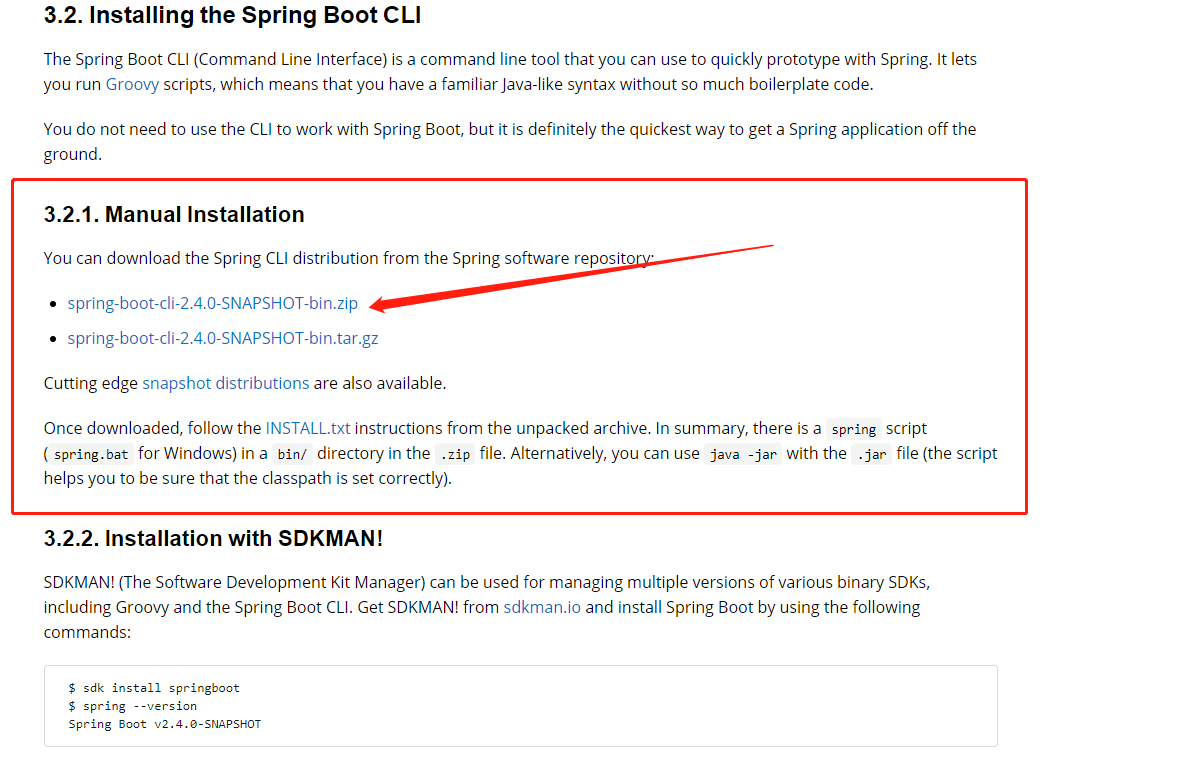 3.2. Installing the Spring Boot CLI
The Spring Boot CLI (Command Line Interface) is a command line tool that you can use to quickly prototype with Spring. It lets
you run Groovy scripts, which means that you have a familiar Java-like syntax without so much boilerplate code.
You do not need to use the CLI to work with Spring Boot, but it is definitely the quickest way to get a Spring application off the
ground.
3.2.1. Manual Installation
You can download the Spring CLI distribution from the Spring software repository:
• spring-boot-cli-2.4.0-SNAPSHOT-bin.zip
• spring-boot-cli-2.4.0-SNAPSHOT-bin.tar.gz
Cutting edge snapshot distributions are also available.
Once downloaded, follow the INSTALL.txt instructions from the unpacked archive. In summary, there is a spring script
( spring.bat for Windows) in a bin/ directory in the .zip file. Alternatively, you can use java -jar with the .jar file (the script
helps you to be sure that the classpath is set correctly).
3.2.2. Installation with SDKMAN!
SDKMAN! (The Software Development Kit Manager) can be used for managing multiple versions of various binary SDKs,
including Groovy and the Spring Boot CLI. Get SDKMAN! from sdkman.io and install Spring Boot by using the following
commands:
$ sdk install springboot
$ spring --version
Spring Boot v2.4.0-SNAPSHOT